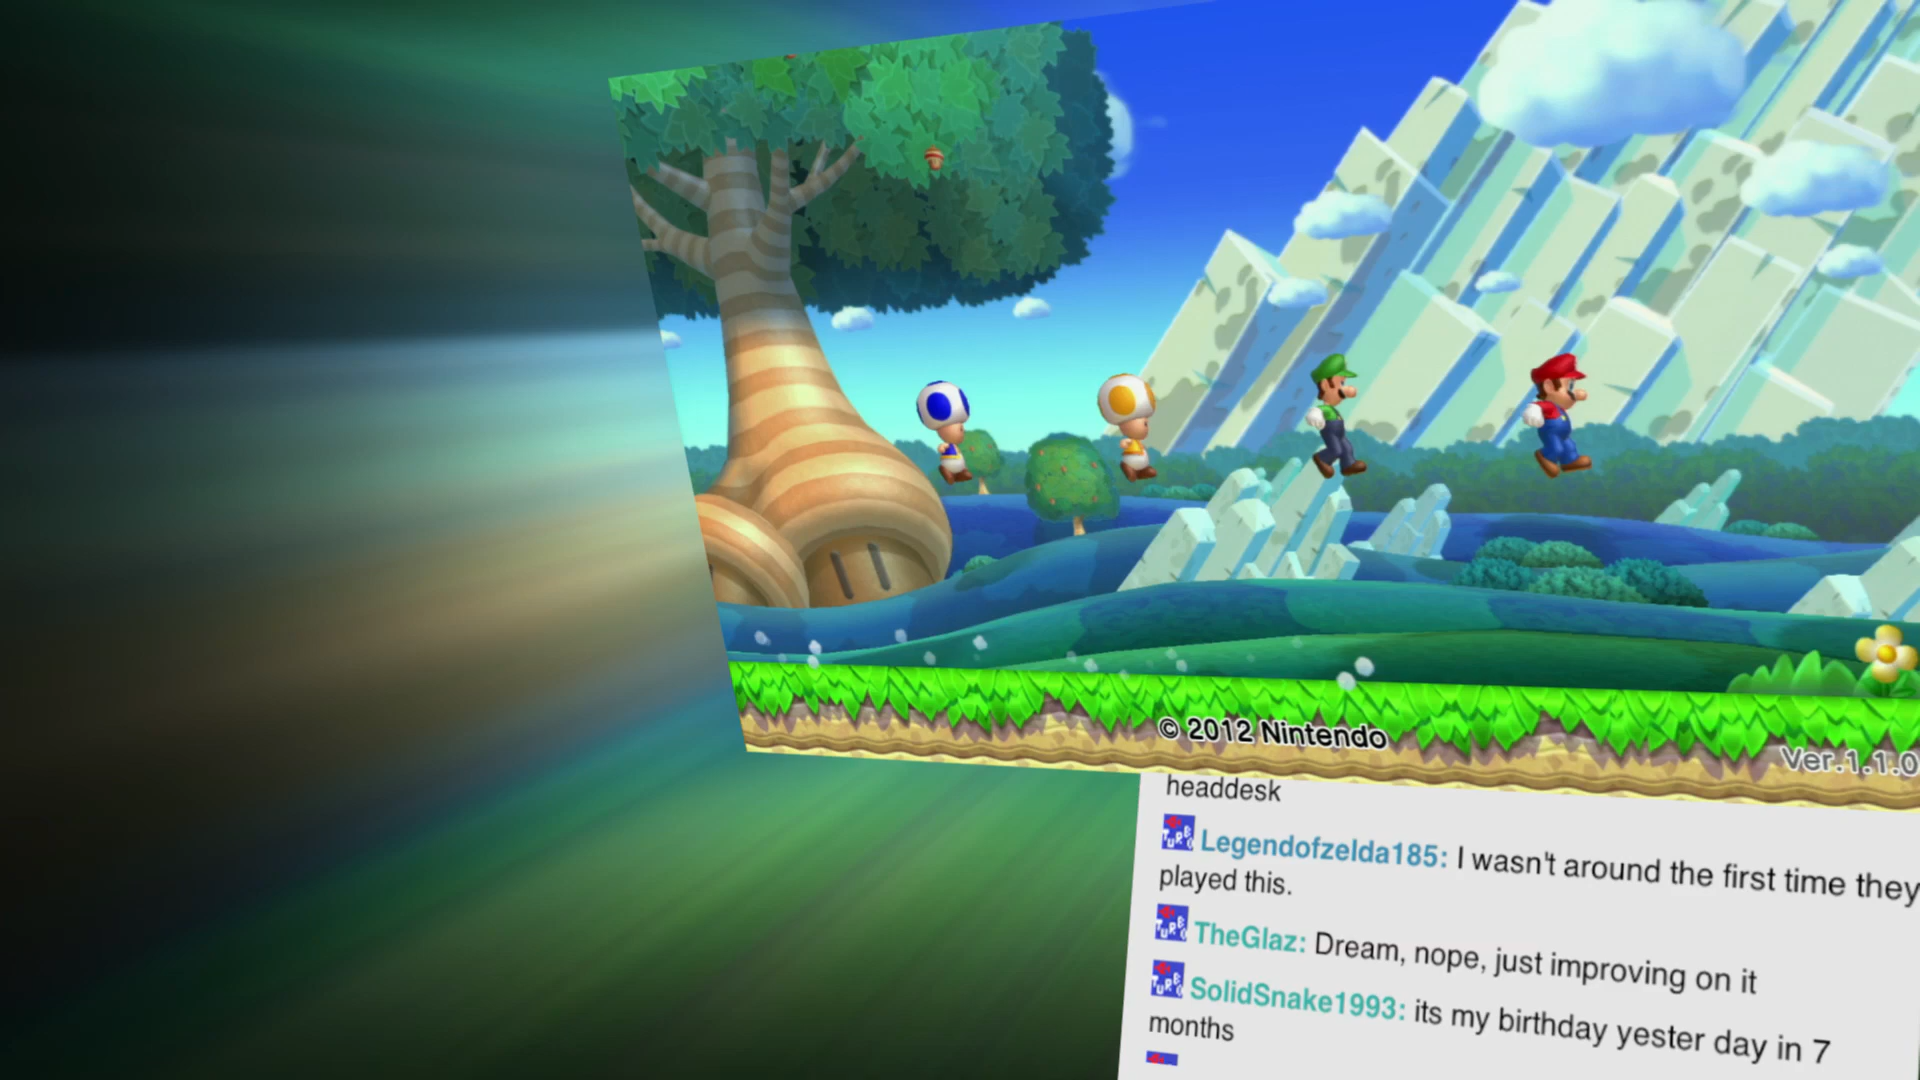 © 2012 Nintendo
Ver.1.1.0
headdesk
Legendofzelda185: I wasn't around the first time they
played this.
TheGlaz: Dream, nope, just improving on it
SolidSnake1993: its my birthday yester day in 7
months